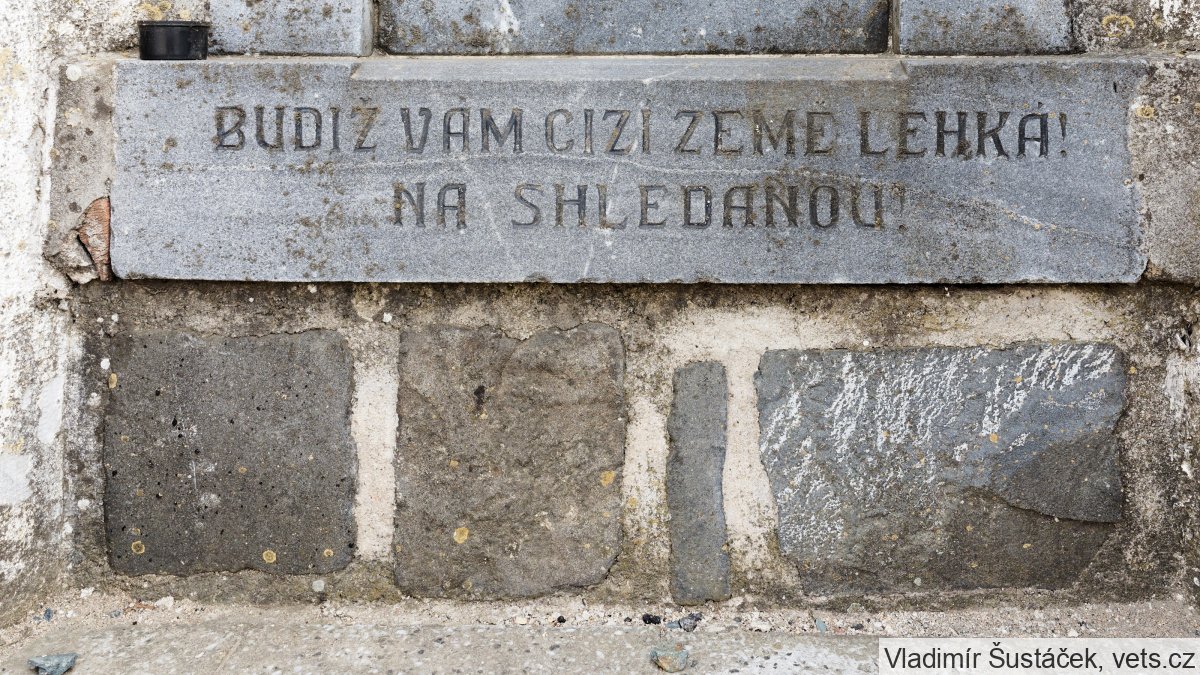 BUDIŽ VÁM CIZÍ ZEMĚ LEHKÁ!
NA SHLEDANOU!
Vladimír Šustáček, vets.cz